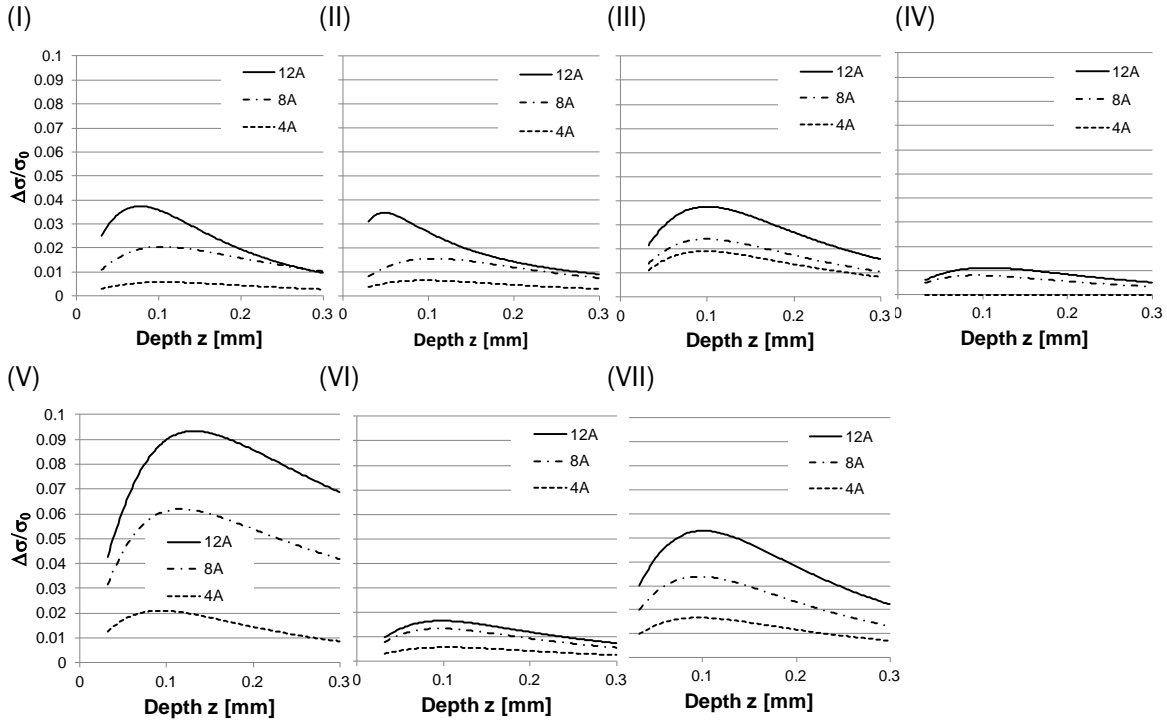 (I) (II) (III) (IV)
0.1
0.09
0.08
0.07
0.06
0.05
0.04
0.03
0.02
0.01
0
Δσ/σ0
12A
8A
4A
12A
8A
4A
12A
8A
4A
12A
8A
4A
0 0.1 0.2 0.3
0 0.1 0.2 0.3
0 0.1 0.2 0.3
0 0.1 0.2 0.3
Depth z [mm] Depth z [mm] Depth z [mm] Depth z [mm]
(V) (VI) (VII)
0.1
0.09
0.08
0.07
0.06
0.05
0.04
0.03
0.02
0.01
0
Δσ/σ0
12A
8A
4A
12A
8A
4A
12A
8A
4A
0 0.1 0.2 0.3
0 0.1 0.2 0.3
0 0.1 0.2 0.3
Depth z [mm] Depth z [mm] Depth z [mm]